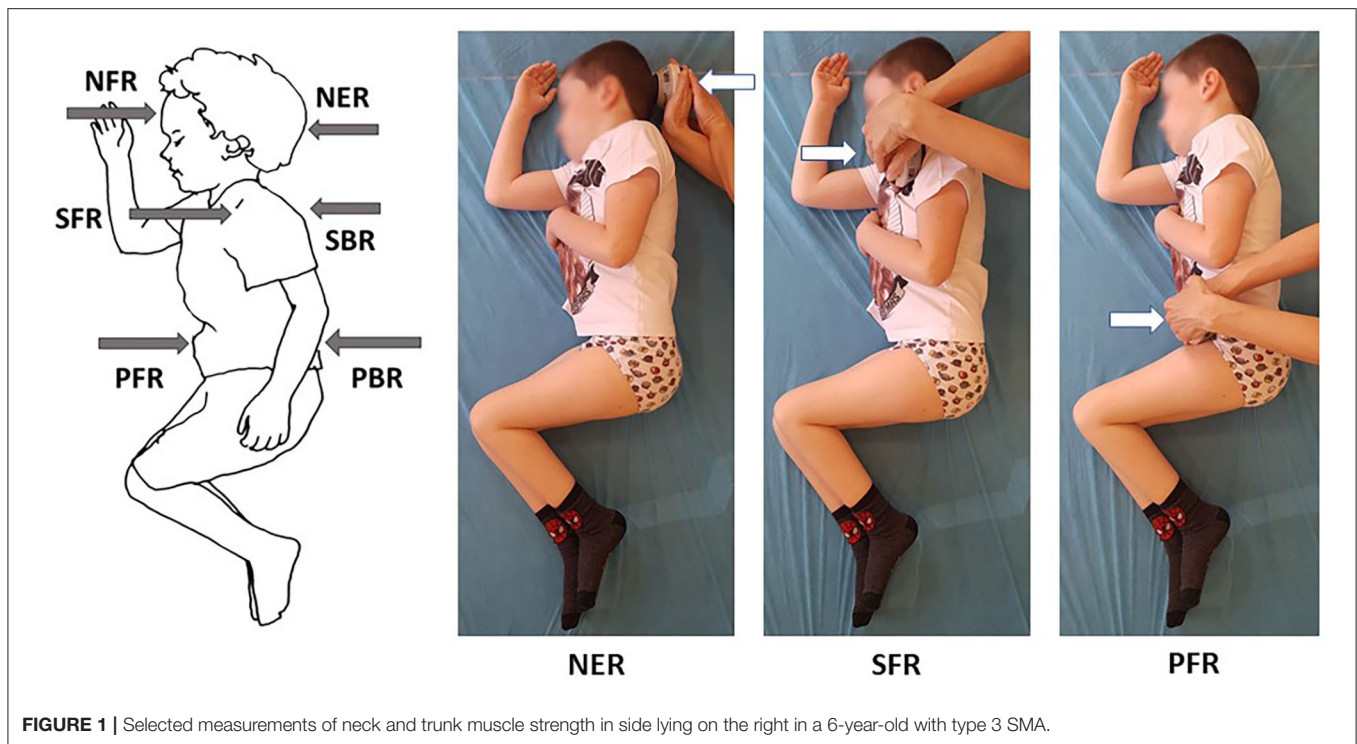 NFR
NER
SFR
SBR
PFR
PBR
NER
SFR
PFR
FIGURE 1 | Selected measurements of neck and trunk muscle strength in side lying on the right in a 6-year-old with type 3 SMA.